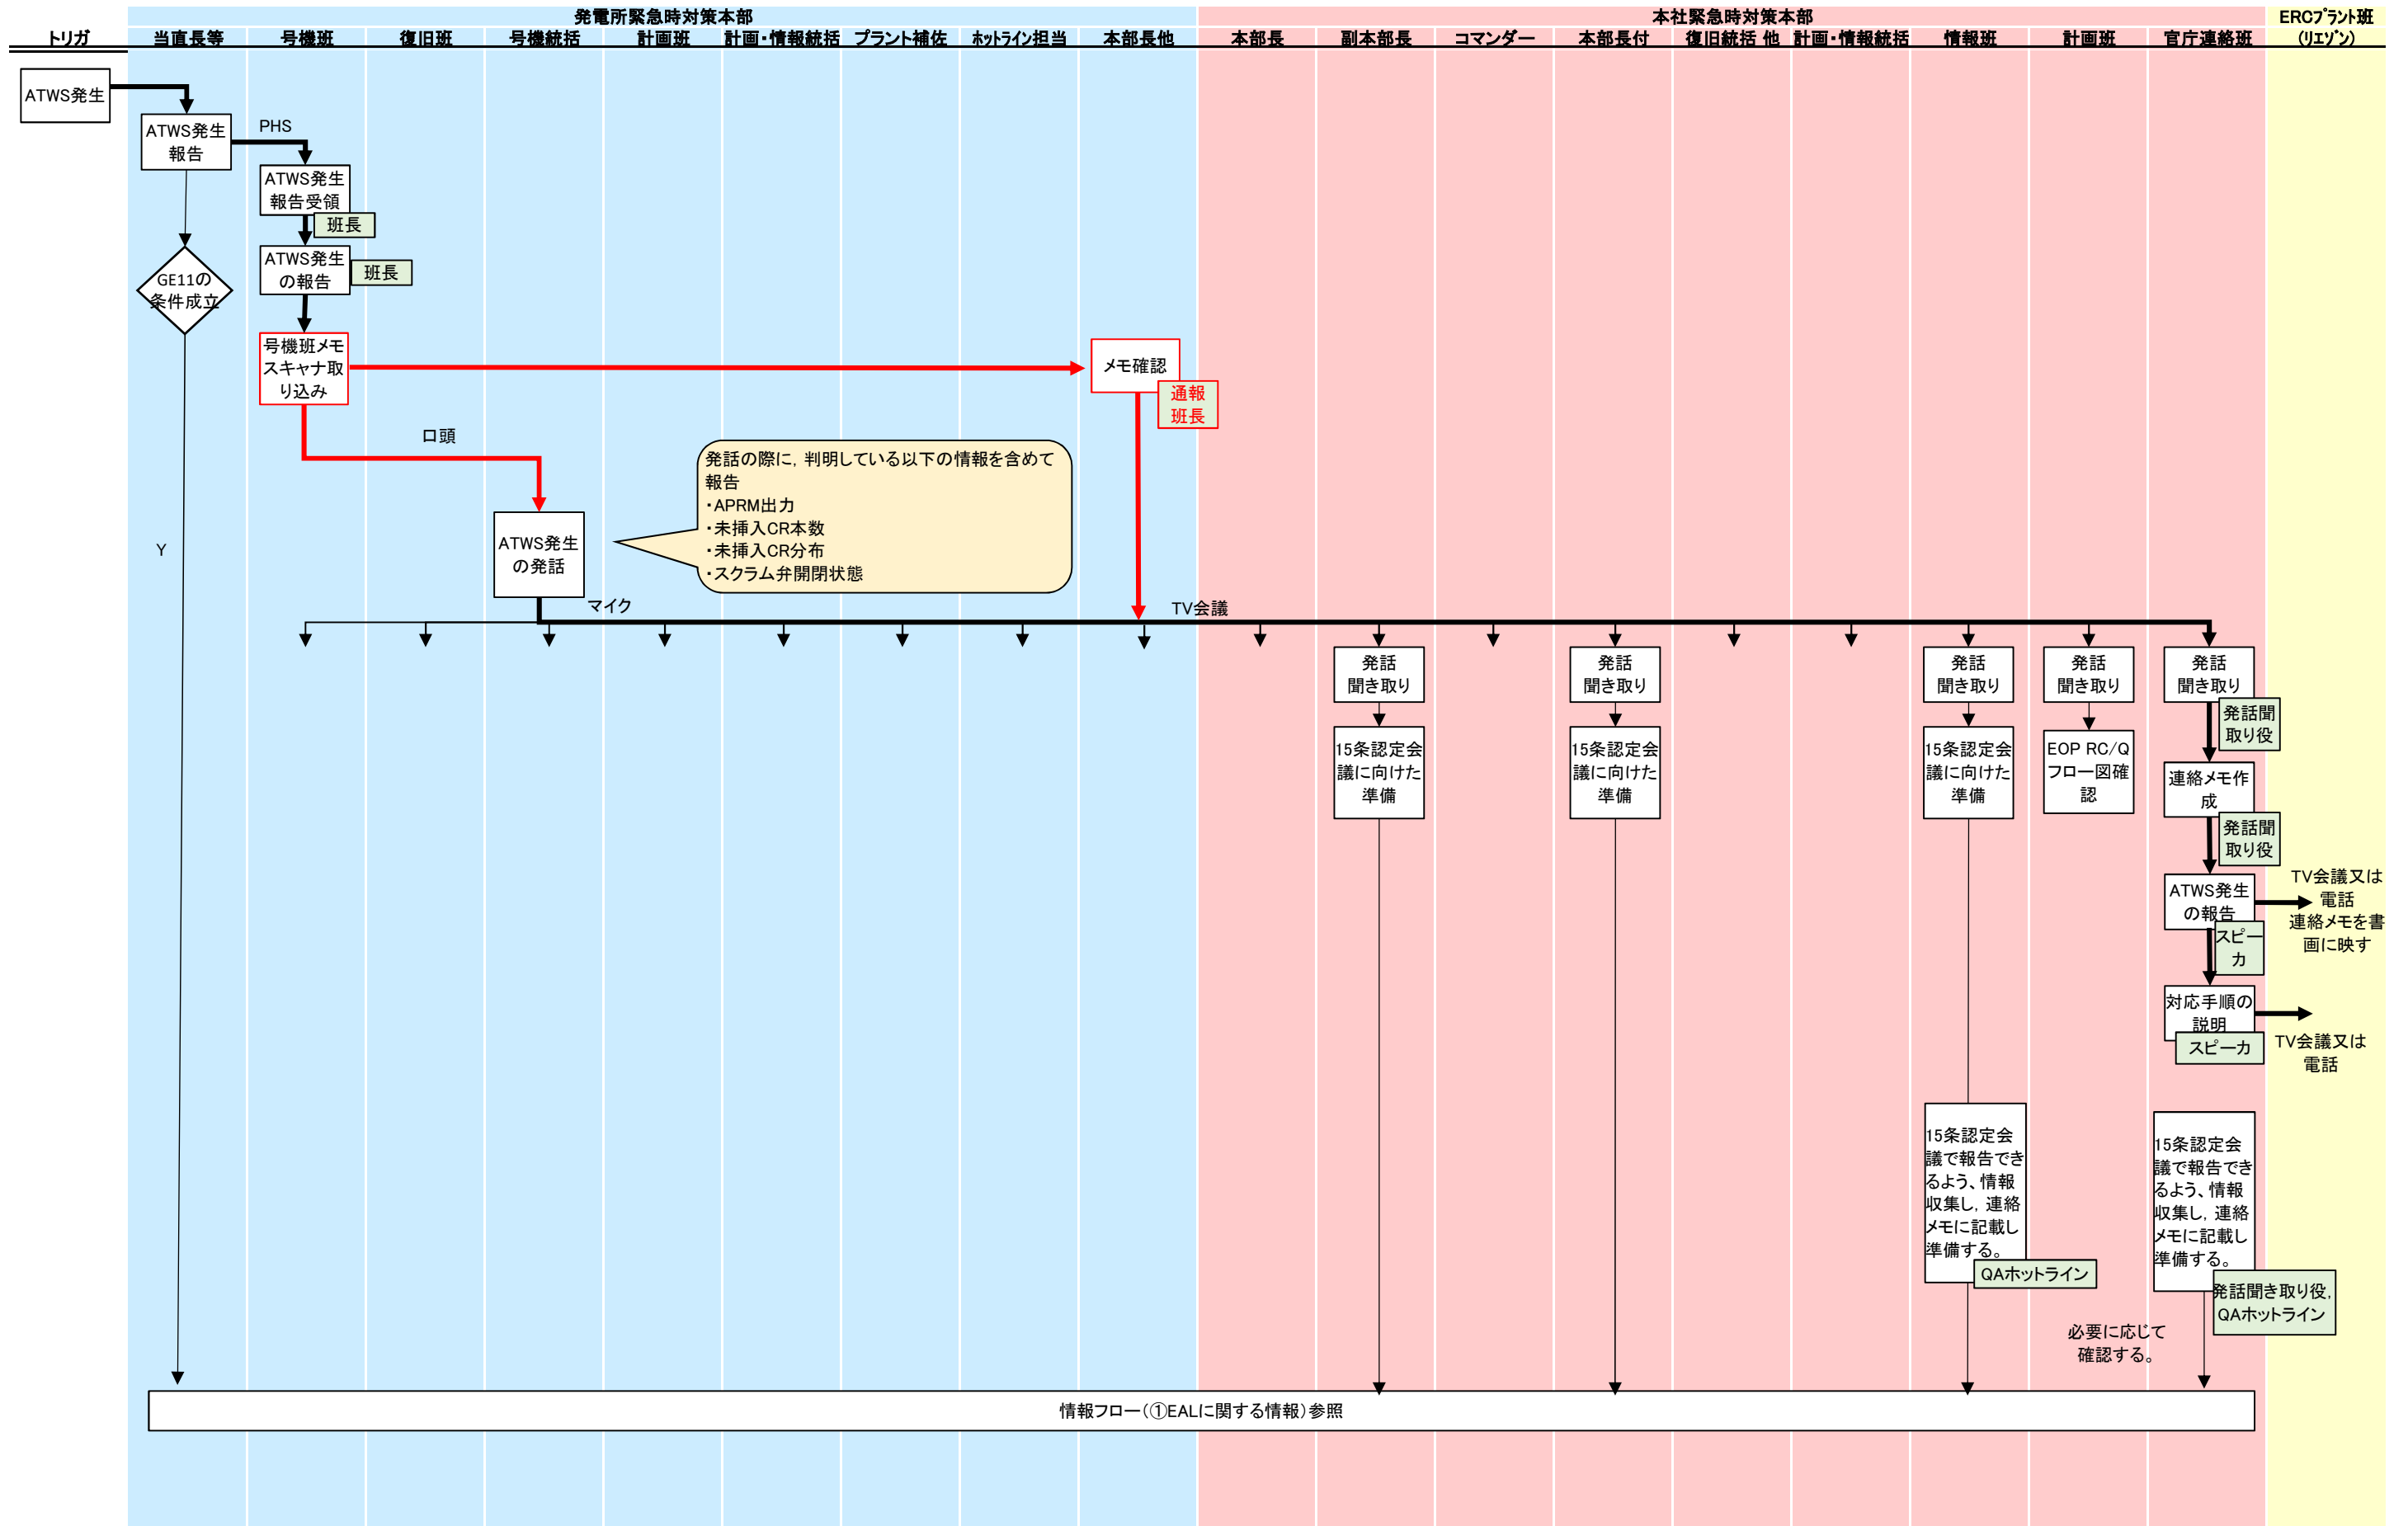 発電所緊急時対策本部
本社緊急時対策本部
ERCプラント班
(リエゾン)
トリガ
当直長等
号機班
復旧班
号機統括
計画班
計画・情報統括
プラント補佐
ホットライン担当
本部長他
本部長
副本部長
コマンダー
本部長付
復旧統括 他
計画・情報統括
情報班
計画班
官庁連絡班
ATWS発生
ATWS発生
報告
PHS
ATWS発生
報告受領
班長
ATWS発生
の報告
班長
GE11の
条件成立
号機班メモ
スキャナ取
り込み
メモ確認
通報
班長
口頭
発話の際に，判明している以下の情報を含めて
報告
・APRM出力
・未挿入CR本数
・未挿入CR分布
・スクラム弁開閉状態
ATWS発生
の発話
Y
マイク
TV会議
発話
聞き取り
発話
聞き取り
発話
聞き取り
発話
聞き取り
発話
聞き取り
発話聞
取り役
15条認定会
議に向けた
準備
15条認定会
議に向けた
準備
15条認定会
議に向けた
準備
EOP RC/Q
フロー図確
認
連絡メモ作
成
発話聞
取り役
ATWS発生
の報告
スピー
カ
TV会議又は
電話
連絡メモを書
画に映す
対応手順の
説明
スピーカ
TV会議又は
電話
15条認定会
議で報告でき
るよう、情報
収集し，連絡
メモに記載し
準備する。
QAホットライン
15条認定会
議で報告でき
るよう、情報
収集し，連絡
メモに記載し
準備する。
発話聞き取り役，
QAホットライン
必要に応じて
確認する。
情報フロー（①EALに関する情報）参照